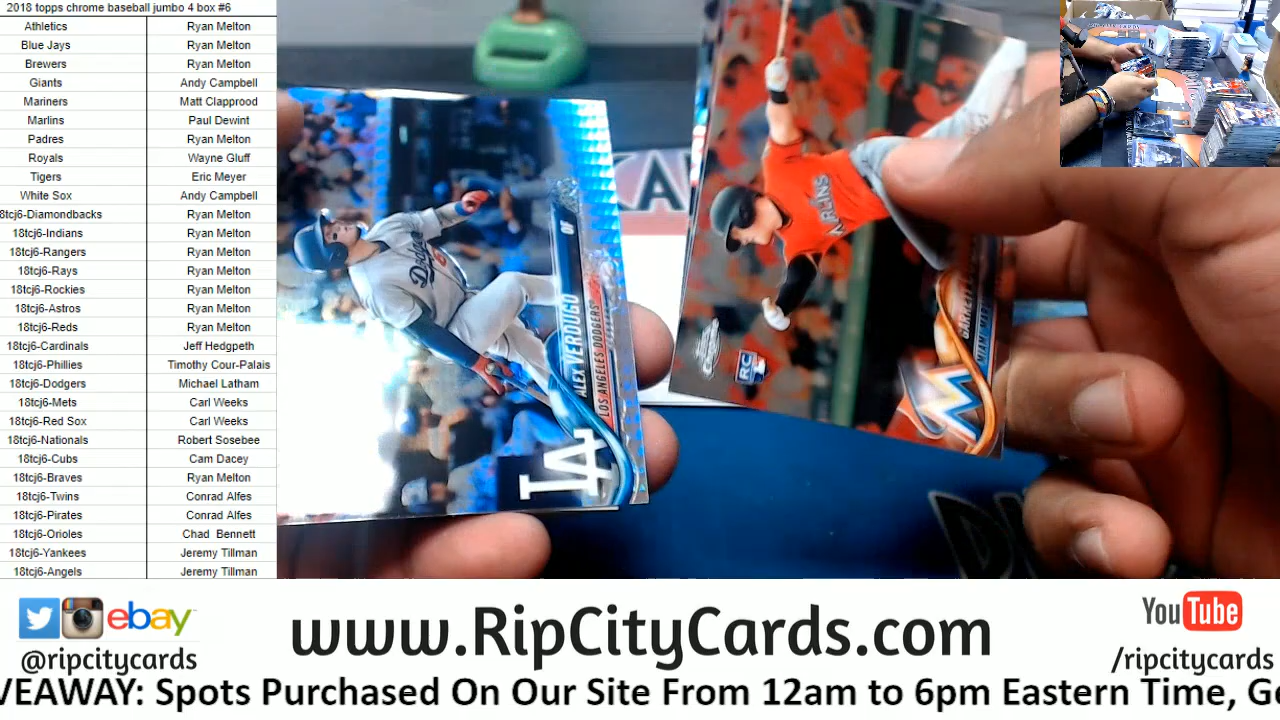 2018 topps chrome baseball jumbo 4 box #6
Athletics Ryan Melton
Blue Jays Ryan Melton
Brewers Ryan Melton
Giants Andy Campbell
Mariners Matt Clapprood
Marlins Paul Dewint
Padres Ryan Melton
Royals Wayne Gluff
Tigers Eric Meyer
White Sox Andy Campbell
8tcj6-Diamondbacks Ryan Melton
18tcj6-Indians Ryan Melton
18tcj6-Rangers Ryan Melton
18tcj6-Rays Ryan Melton
18tcj6-Rockies Ryan Melton
18tcj6-Astros Ryan Melton
18tcj6-Reds Ryan Melton
18tcj6-Cardinals Jeff Hedgpeth
18tcj6-Phillies Timothy Cour-Palais
18tcj6-Dodgers Michael Latham
18tcj6-Mets Carl Weeks
18tcj6-Red Sox Carl Weeks
18tcj6-Nationals Robert Sosebee
18tcj6-Cubs Cam Dacey
18tcj6-Braves Ryan Melton
18tcj6-Twins Conrad Alfes
18tcj6-Pirates Conrad Alfes
18tcj6-Orioles Chad Bennett
18tcj6-Yankees Jeremy Tillman
18tcj6-Angels Jeremy Tillman
Dodgers
6
ALEX VERDUGO OF
LOS ANGELES DODGERS
LA
MARLINS
Chrome
RC
MIAMI
M
A
ebay
@ripcitycards
www.RipCityCards.com
YouTube
/ripcitycards
VEAWAY: Spots Purchased On Our Site From 12am to 6pm Eastern Time, G